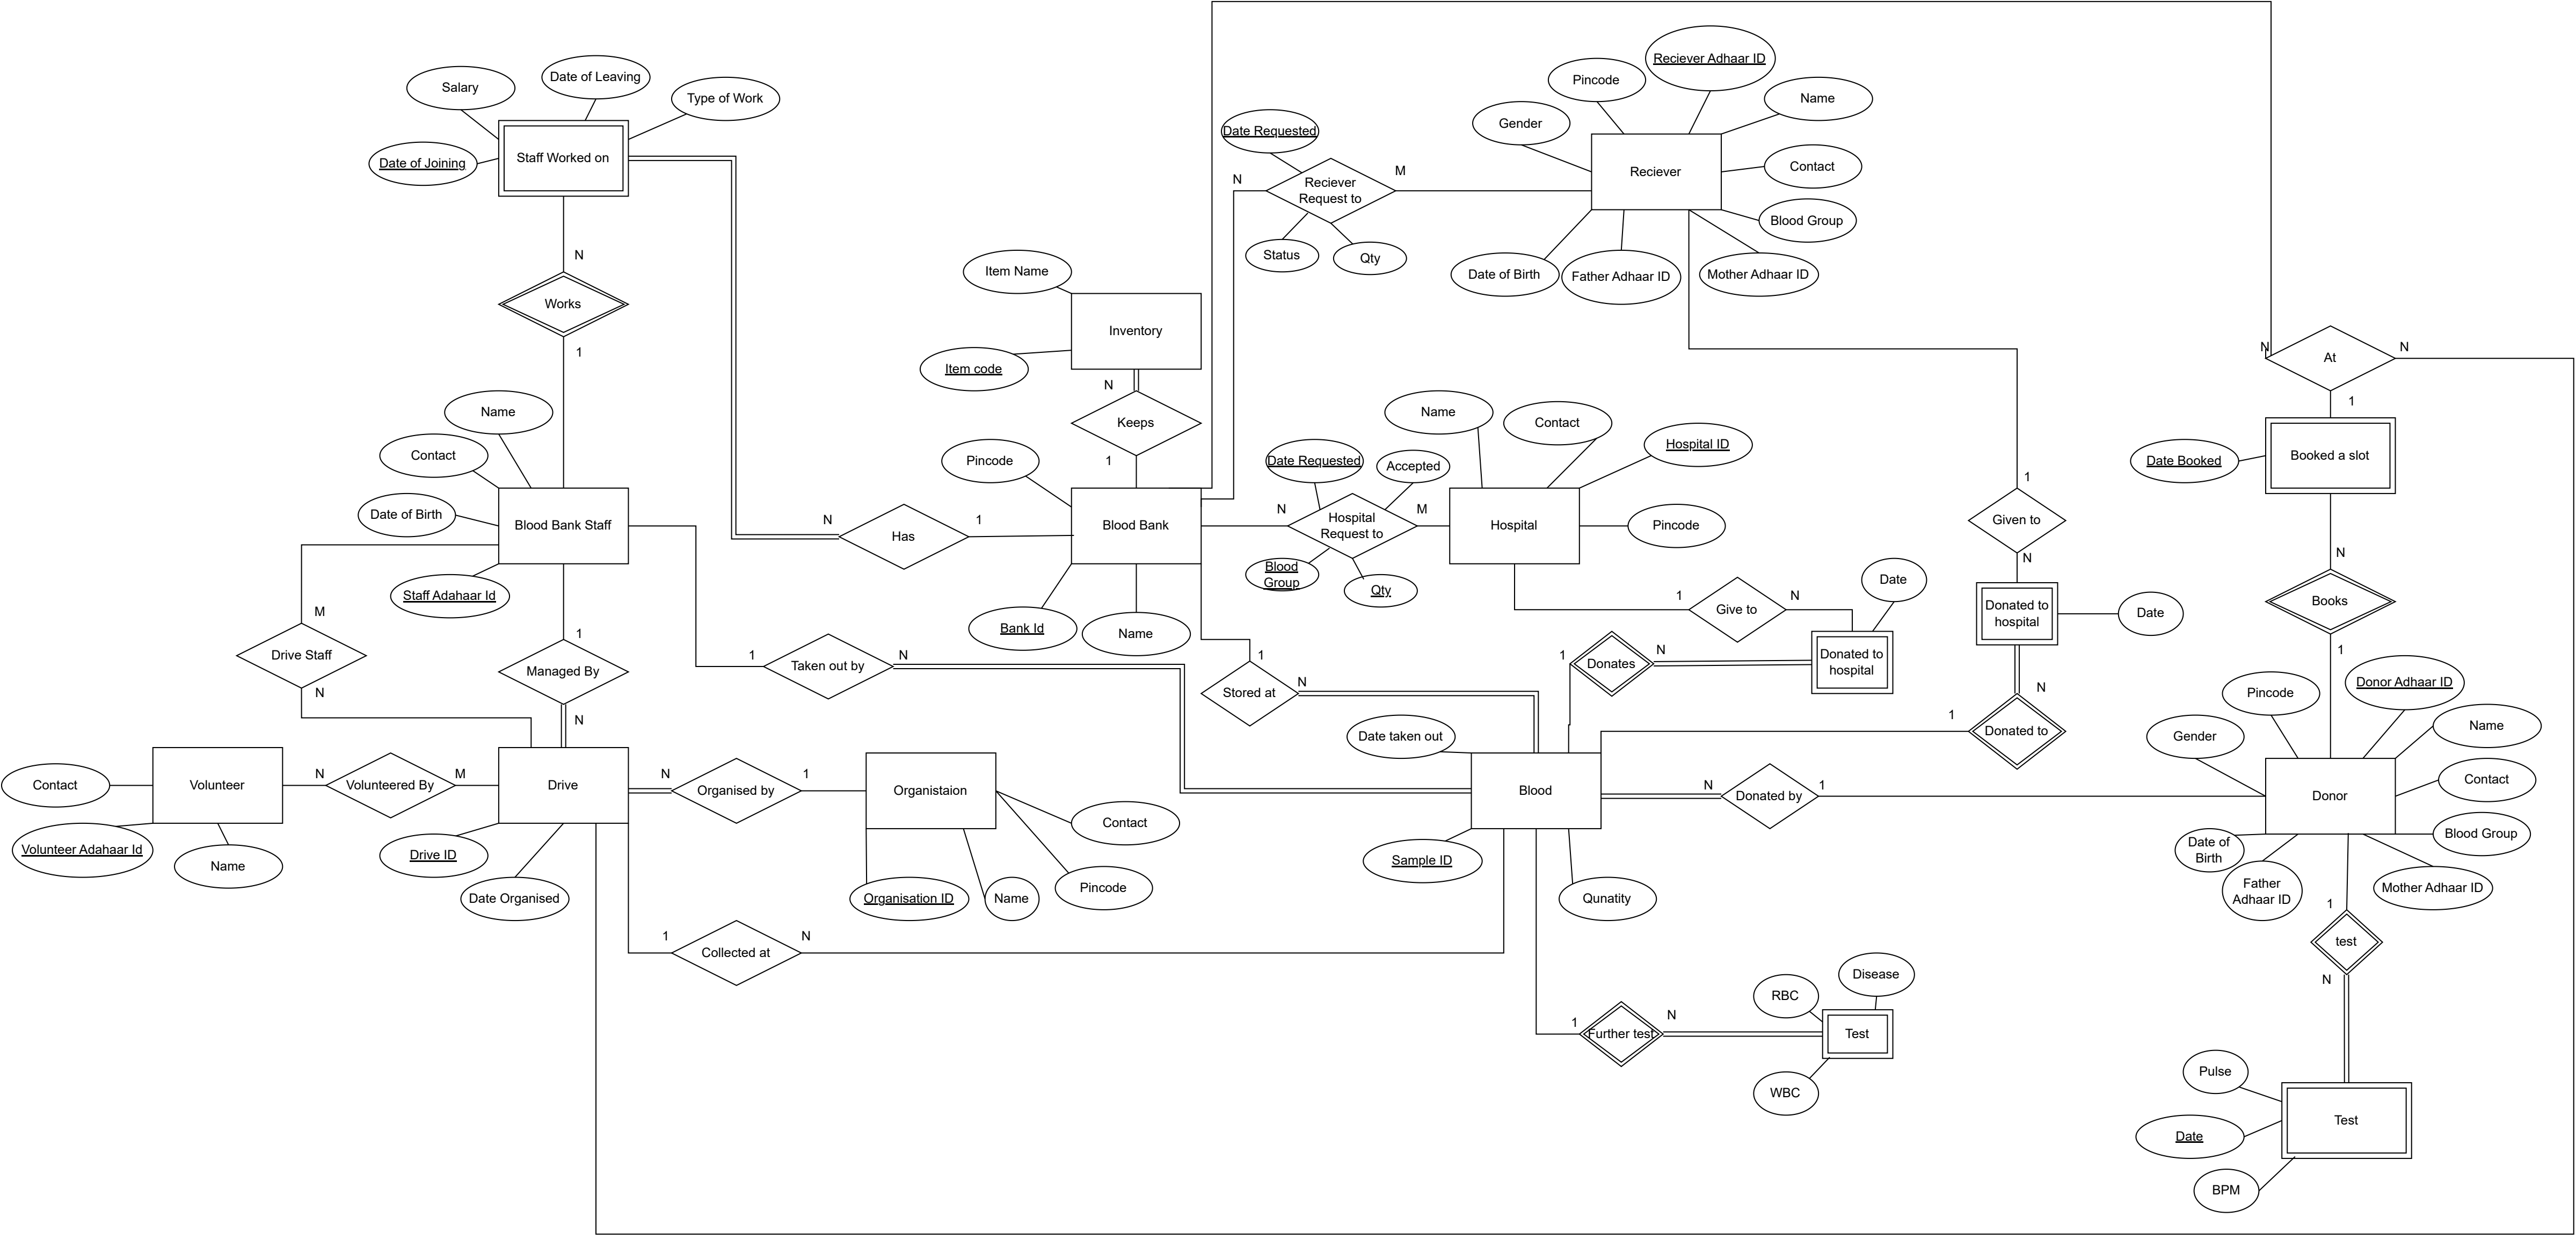 Reciever Adhaar ID
Date of Leaving
Pincode
Salary
Type of Work
Name
Gender
Date Requested
Staff Worked on
Date of Joining
M
Contact
Reciever
N
Reciever
Request to
Blood Group
Status
Qty
N
Item Name
Date of Birth
Father Adhaar ID
Mother Adhaar ID
Works
Inventory
N
N
At
1
Item code
N
1
Name
Keeps
Name
Contact
Hospital ID
Contact
Pincode
1
Date Requested
Accepted
Date Booked
Booked a slot
1
Date of Birth
Blood Bank Staff
N
1
Has
Blood Bank
N
M
Hospital
Request to
Hospital
Pincode
Given to
N
N
Blood
Group
Qty
Date
Staff Adahaar Id
1
Give to
N
Donated to
hospital
Date
Books
M
Bank Id
Name
1
1
Drive Staff
Managed By
1
Taken out by
N
1
1
Donates
N
Donated to
hospital
Donor Adhaar ID
N
N
Stored at
N
N
Pincode
1
Donated to
Name
Date taken out
Gender
N
M
N
1
Contact
Volunteer
Volunteered By
Drive
Organised by
Organistaion
Blood
N
Donated by
1
Donor
Contact
Contact
Blood Group
Volunteer Adahaar Id
Name
Drive ID
Date of
Birth
Sample ID
Date Organised
Organisation ID
Name
Pincode
Qunatity
Father
Adhaar ID
Mother Adhaar ID
1
1
Collected at
N
test
N
Disease
RBC
1
Further test
N
Test
WBC
Pulse
Date
Test
BPM